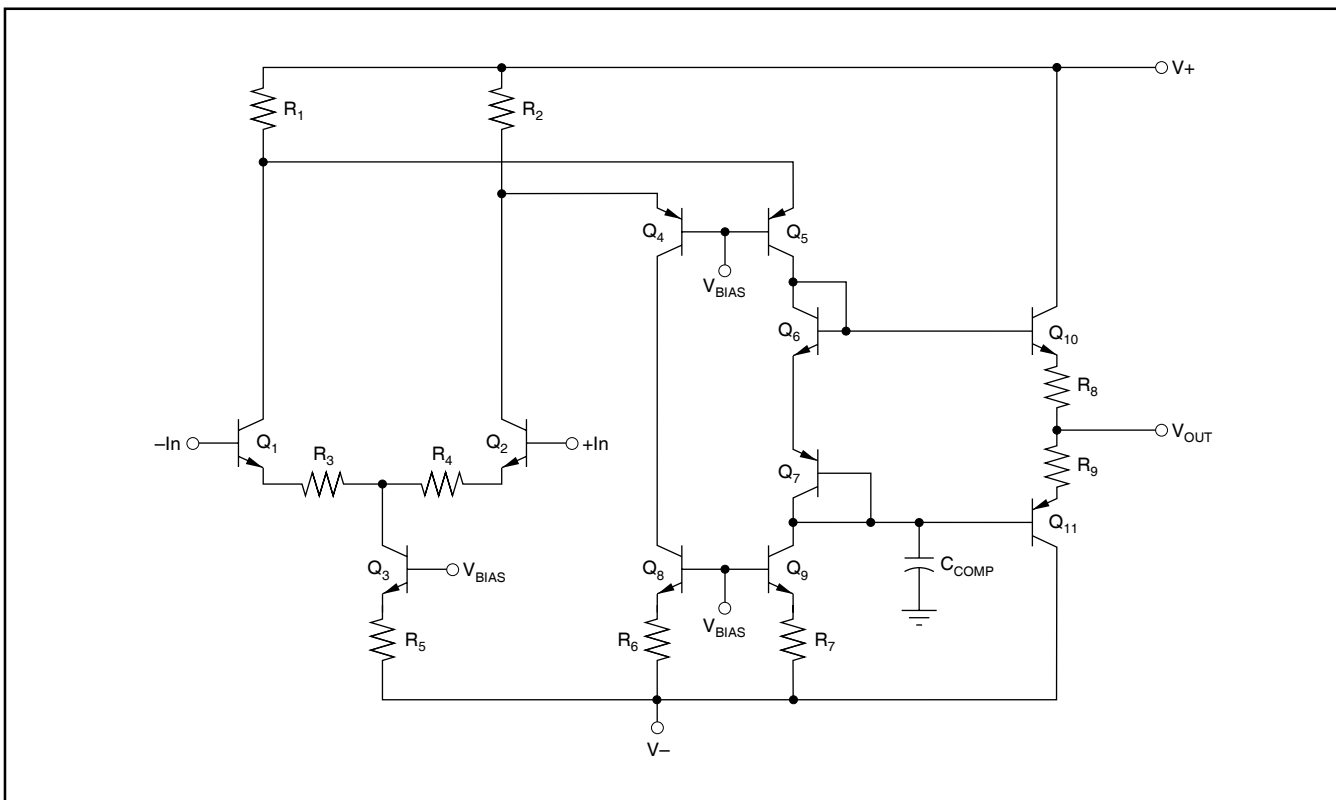 V+
R1
R2
Q4
Q5
VBIAS
Q6
Q10
R8
–In
Q1
Q2
+In
VOUT
R3
R4
Q7
R9
Q11
Q3
VBIAS
Q8
Q9
CCOMP
VBIAS
R5
R6
R7
V–